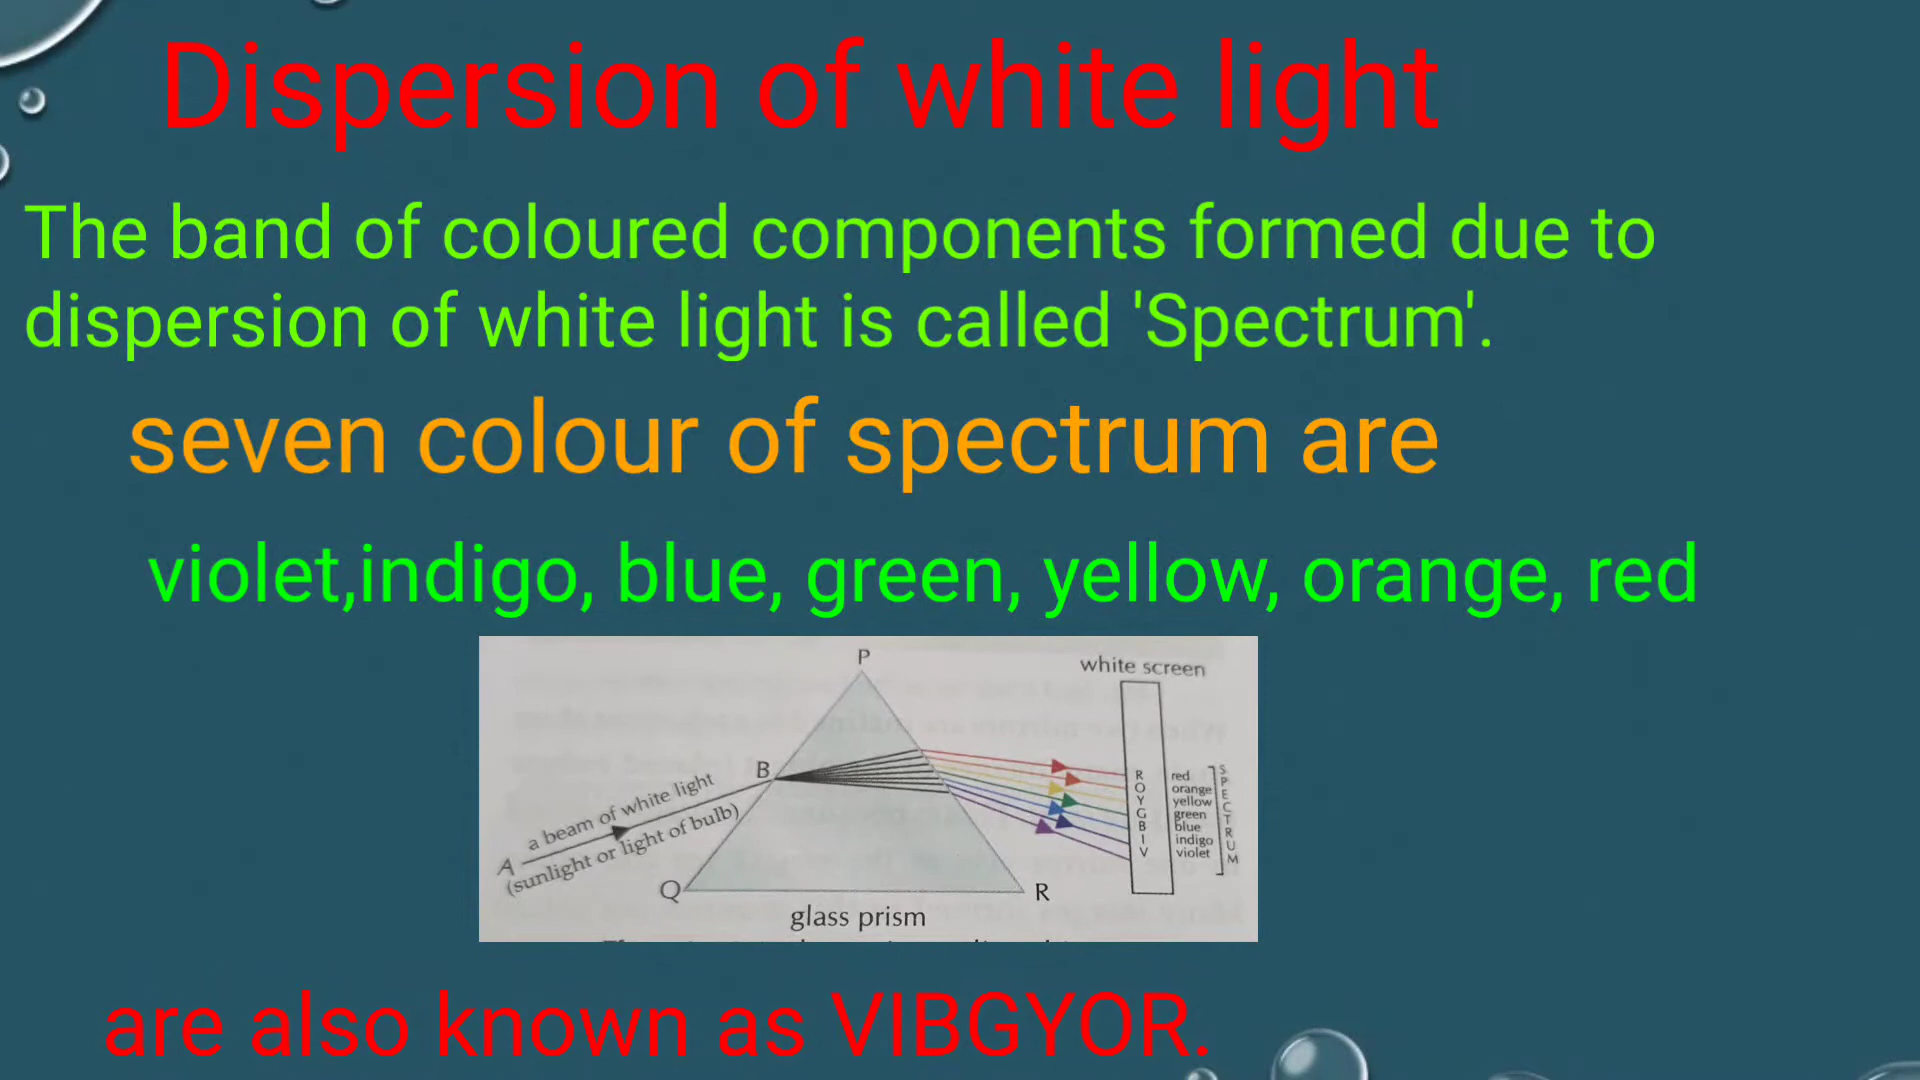 Dispersion of white light
The band of coloured components formed due to
dispersion of white light is called 'Spectrum'.
seven colour of spectrum are
violet,indigo, blue, green, yellow, orange, red
P
white screen
B
a beam of white light
A
(sunlight or light of bulb)
R red
O orange
Y yellow
G green
B blue
I indigo
V violet
SPECTRUM
Q
R
glass prism
are also known as VIBGYOR.